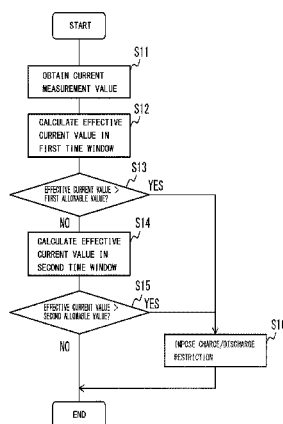 START
S11
OBTAIN CURRENT
MEASUREMENT VALUE
S12
CALCULATE EFFECTIVE
CURRENT VALUE IN
FIRST TIME WINDOW
S13
EFFECTIVE CURRENT VALUE >
FIRST ALLOWABLE VALUE?
YES
NO
S14
CALCULATE EFFECTIVE
CURRENT VALUE IN
SECOND TIME WINDOW
S15
EFFECTIVE CURRENT VALUE >
SECOND ALLOWABLE VALUE?
YES
NO
IMPOSE CHARGE/DISCHARGE
RESTRICTION
END